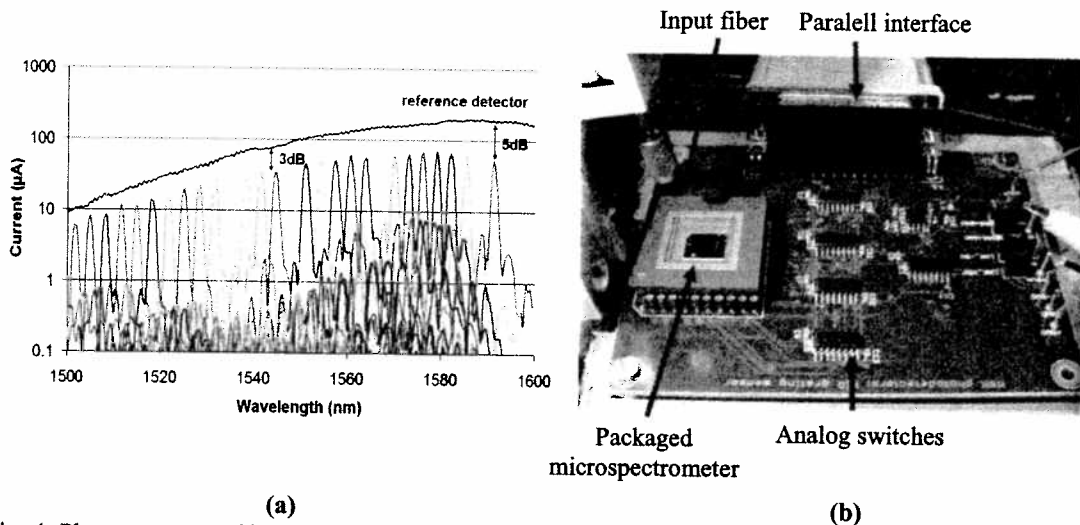 Input fiber
Paralell interface
1000
100
10
1
0.1
Current (µA)
reference detector
3dB
5dB
1500
1520
1540
1560
1580
1600
Wavelength (nm)
Packaged
microspectrometer
Analog switches
(a)
(b)